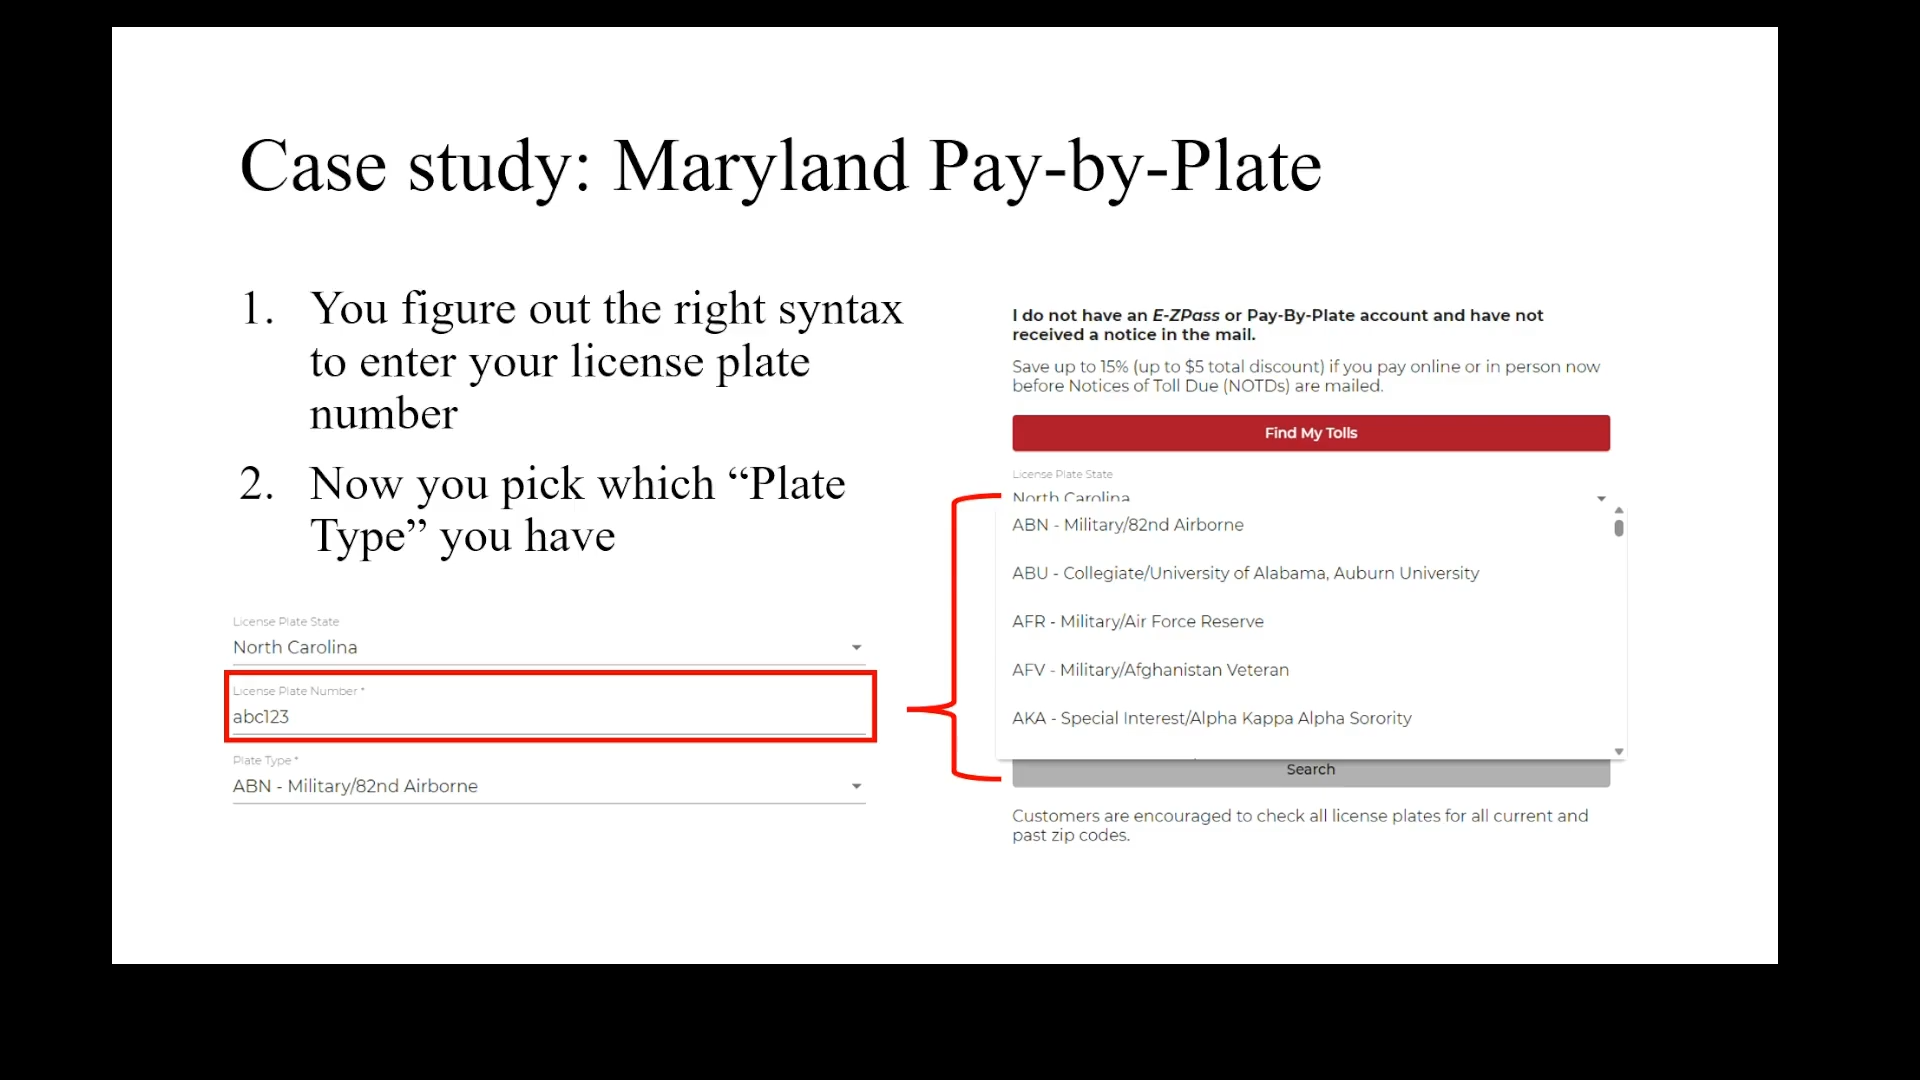 Case study: Maryland Pay-by-Plate
1. You figure out the right syntax
to enter your license plate
number
2. Now you pick which “Plate
Type” you have
License Plate State
North Carolina
License Plate Number *
abc123
Plate Type *
ABN - Military/82nd Airborne
I do not have an E-ZPass or Pay-By-Plate account and have not
received a notice in the mail.
Save up to 15% (up to $5 total discount) if you pay online or in person now
before Notices of Toll Due (NOTDs) are mailed.
Find My Tolls
License Plate State
North Carolina
ABN - Military/82nd Airborne
ABU - Collegiate/University of Alabama, Auburn University
AFR - Military/Air Force Reserve
AFV - Military/Afghanistan Veteran
AKA - Special Interest/Alpha Kappa Alpha Sorority
Search
Customers are encouraged to check all license plates for all current and
past zip codes.